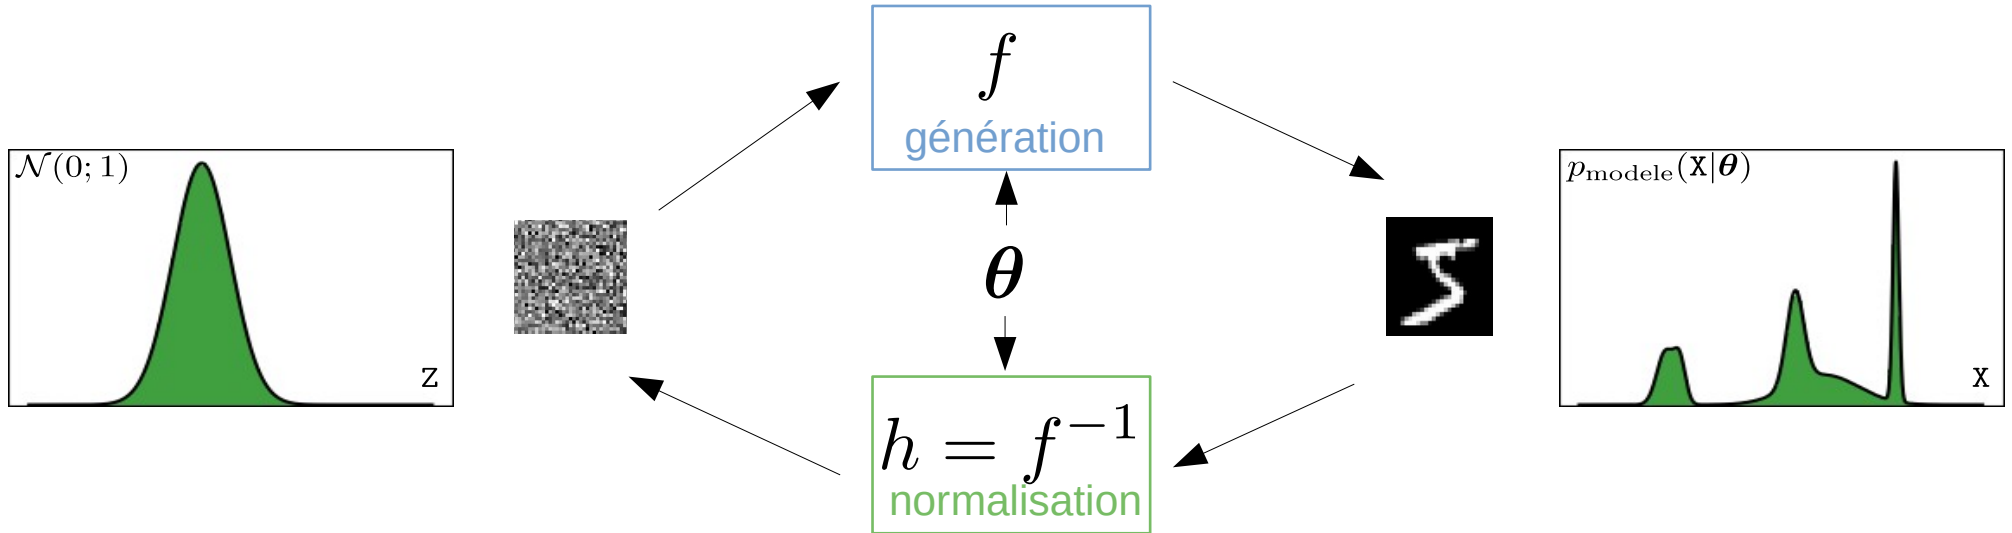 𝒩(0; 1)
z
f
génération
θ
h = f⁻¹
normalisation
p_modele(x|θ)
x